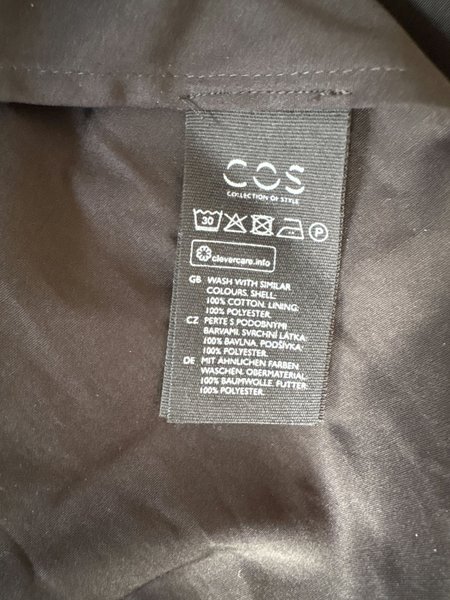 COS
COLLECTION OF STYLE
30 P
clevercare.info
GB WASH WITH SIMILAR
COLOURS. SHELL:
100% COTTON. LINING:
100% POLYESTER.
CZ PERTE S PODOBNÝMI
BARVAMI. SVRCHNÍ LÁTKA:
100% BAVLNA. PODŠÍVKA:
100% POLYESTER.
DE MIT ÄHNLICHEN FARBEN
WASCHEN. OBERMATERIAL:
100% BAUMWOLLE. FUTTER:
100% POLYESTER.